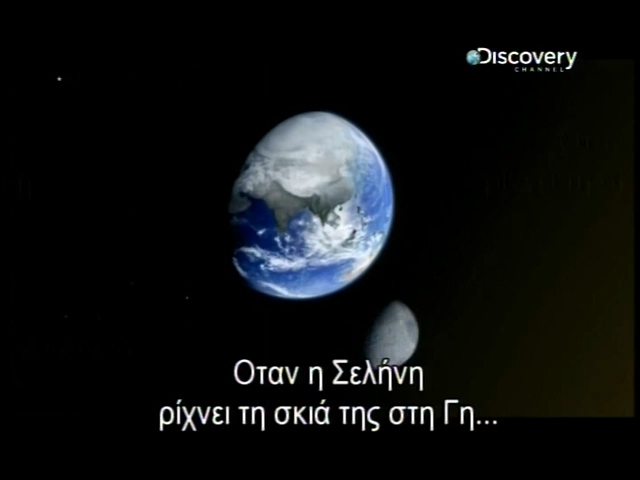 Discovery
CHANNEL
Οταν η Σελήνη
ρίχνει τη σκιά της στη Γη...